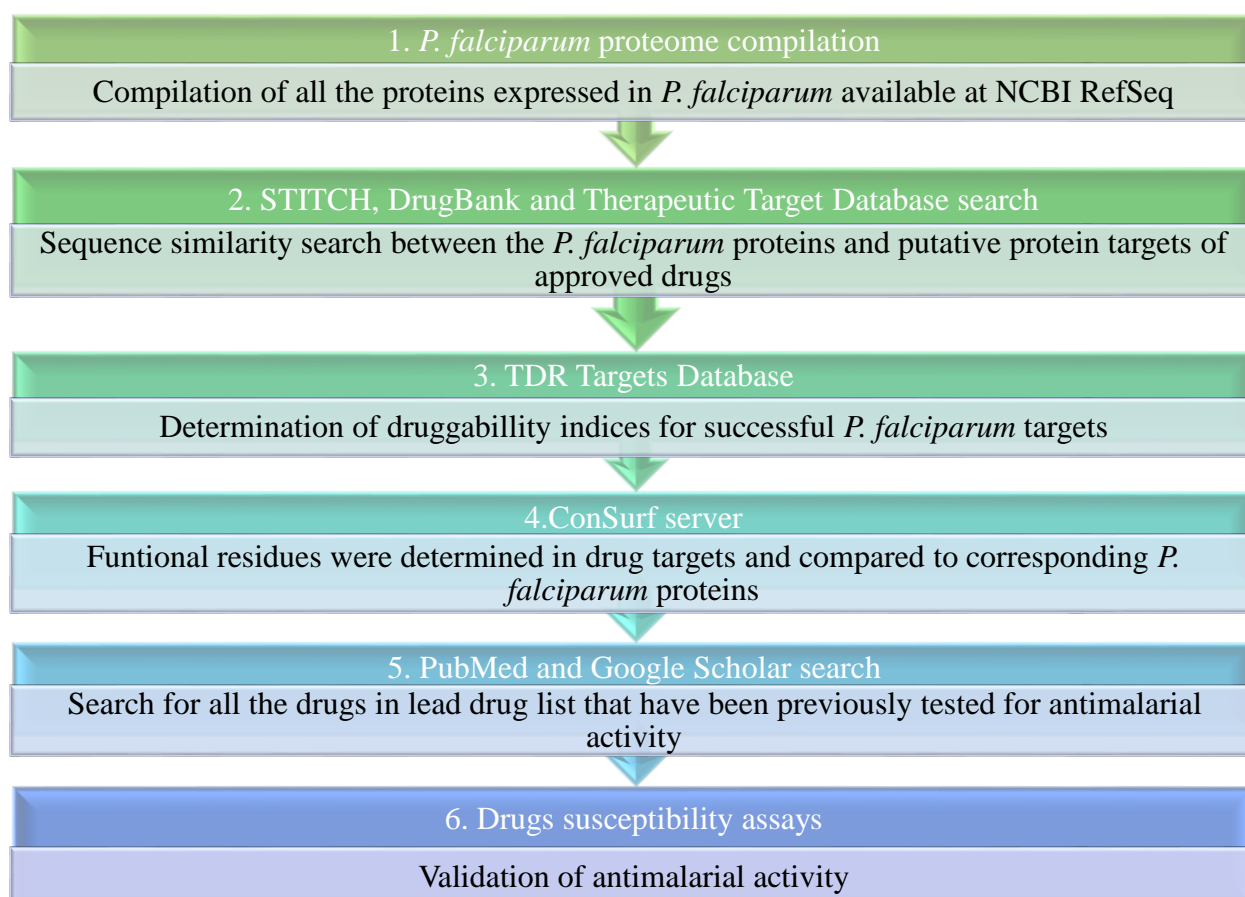 1. P. falciparum proteome compilation
Compilation of all the proteins expressed in P. falciparum available at NCBI RefSeq
2. STITCH, DrugBank and Therapeutic Target Database search
Sequence similarity search between the P. falciparum proteins and putative protein targets of
approved drugs
3. TDR Targets Database
Determination of druggabillity indices for successful P. falciparum targets
4.ConSurf server
Funtional residues were determined in drug targets and compared to corresponding P.
falciparum proteins
5. PubMed and Google Scholar search
Search for all the drugs in lead drug list that have been previously tested for antimalarial
activity
6. Drugs susceptibility assays
Validation of antimalarial activity